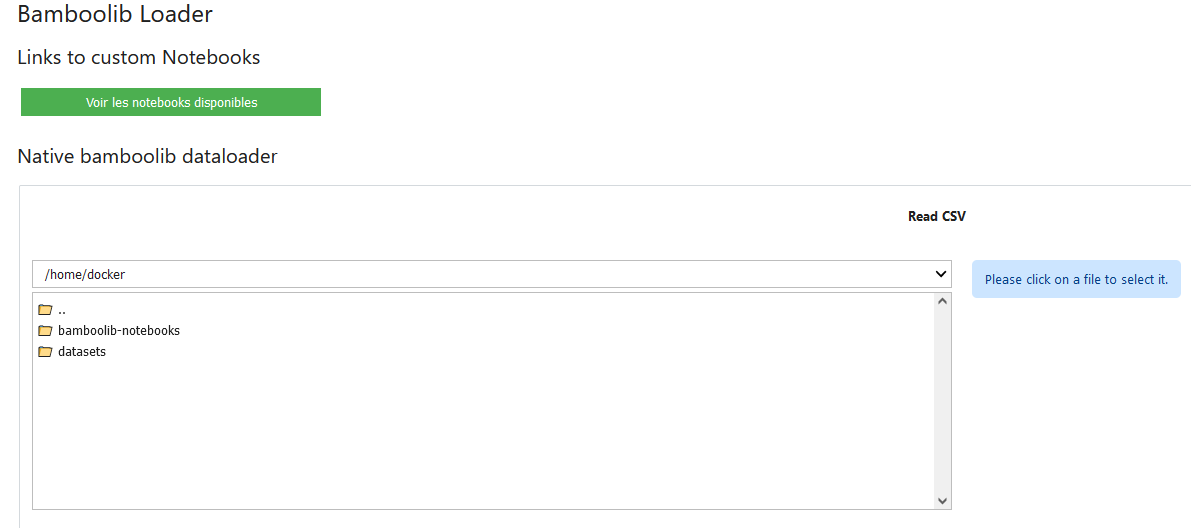 Bamboolib Loader
Links to custom Notebooks
Voir les notebooks disponibles
Native bamboolib dataloader
Read CSV
/home/docker
Please click on a file to select it.
..
bamboolib-notebooks
datasets